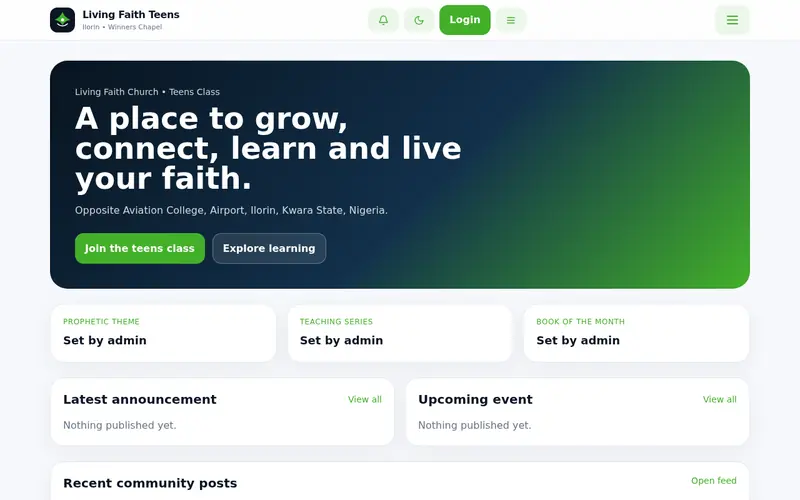 Living Faith Teens
Ilorin • Winners Chapel
Login
Living Faith Church • Teens Class
A place to grow,
connect, learn and live
your faith.
Opposite Aviation College, Airport, Ilorin, Kwara State, Nigeria.
Join the teens class
Explore learning
PROPHETIC THEME
Set by admin
TEACHING SERIES
Set by admin
BOOK OF THE MONTH
Set by admin
Latest announcement
View all
Nothing published yet.
Upcoming event
View all
Nothing published yet.
Recent community posts
Open feed